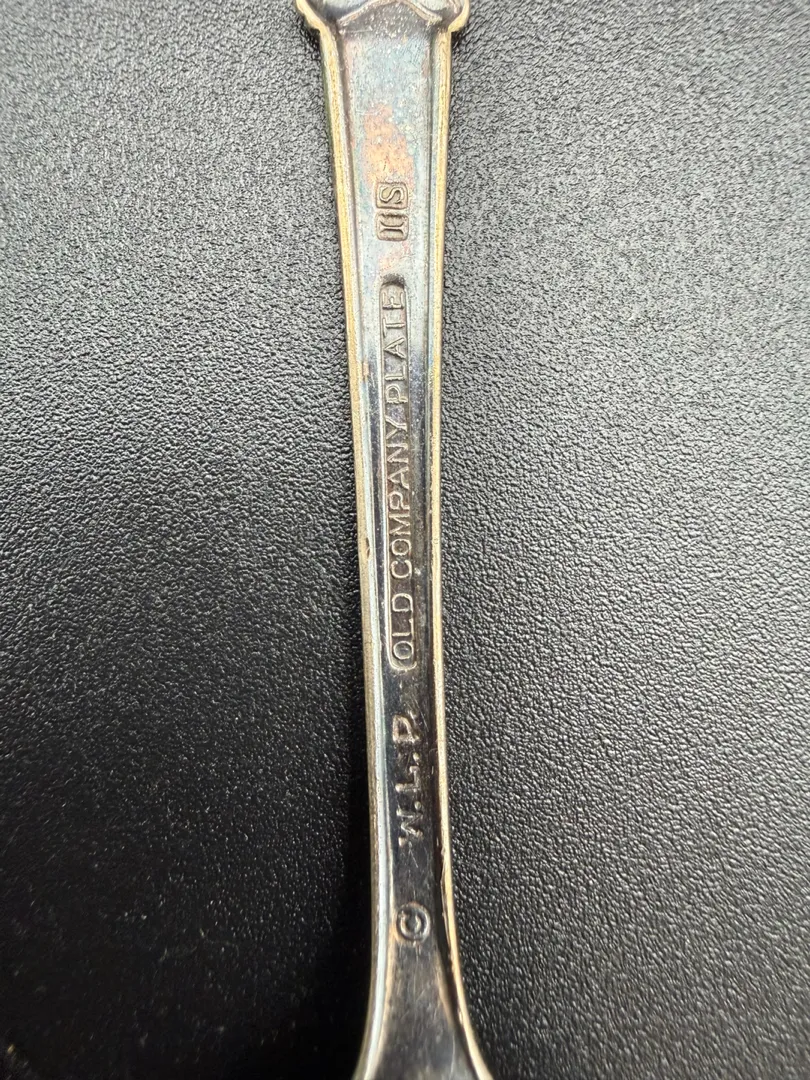 © W.L.P. OLD COMPANY PLATE IS